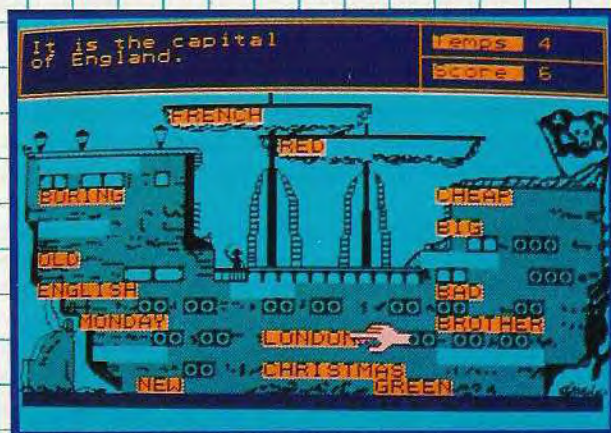 It is the capital
of England.
Temps 4
Score 6
FRENCH
RED
BORING
CHEAP
BIG
OLD
ENGLISH
BAD
MONDAY
LONDON
BROTHER
CHRISTMAS
NEW
GREEN